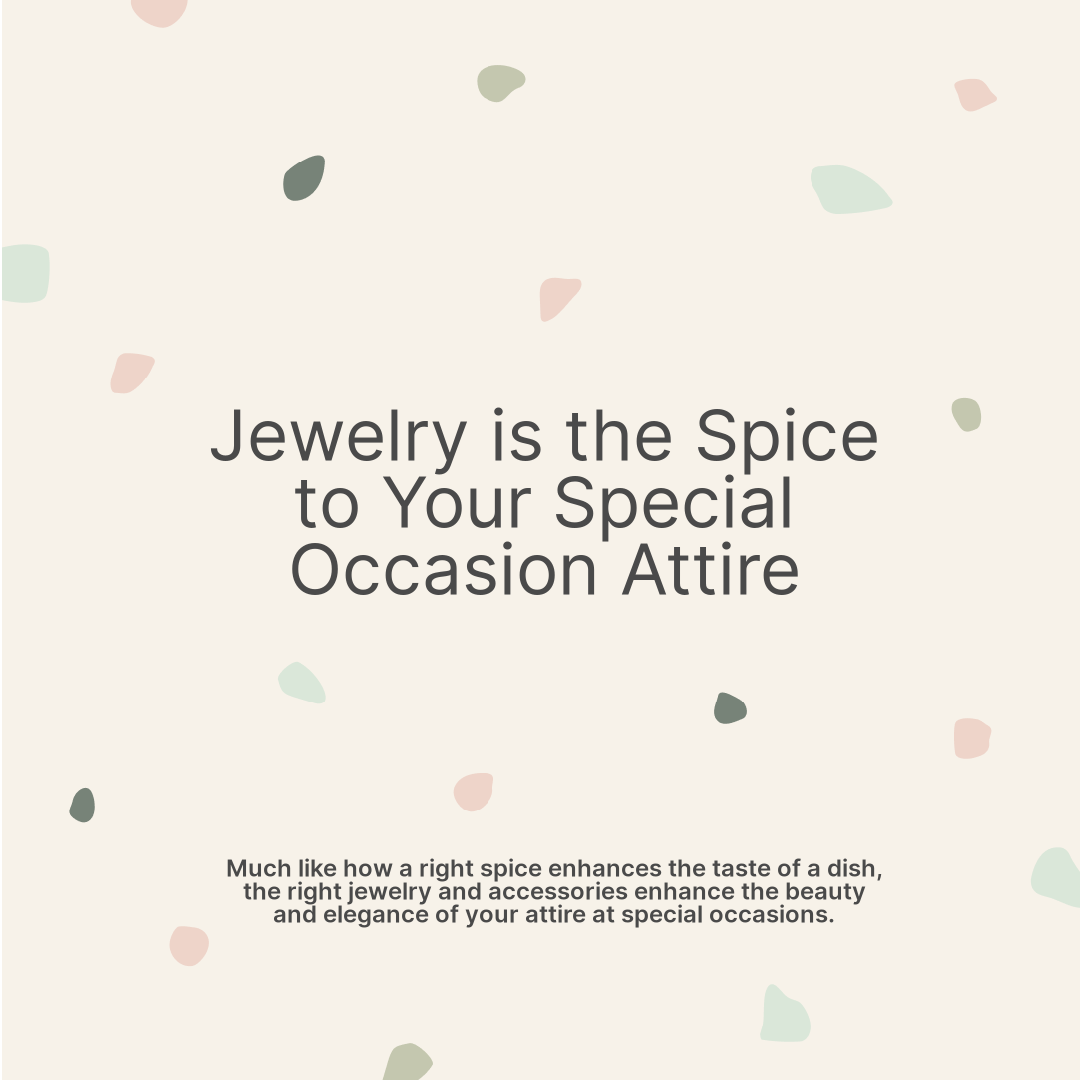 Jewelry is the Spice
to Your Special
Occasion Attire
Much like how a right spice enhances the taste of a dish,
the right jewelry and accessories enhance the beauty
and elegance of your attire at special occasions.